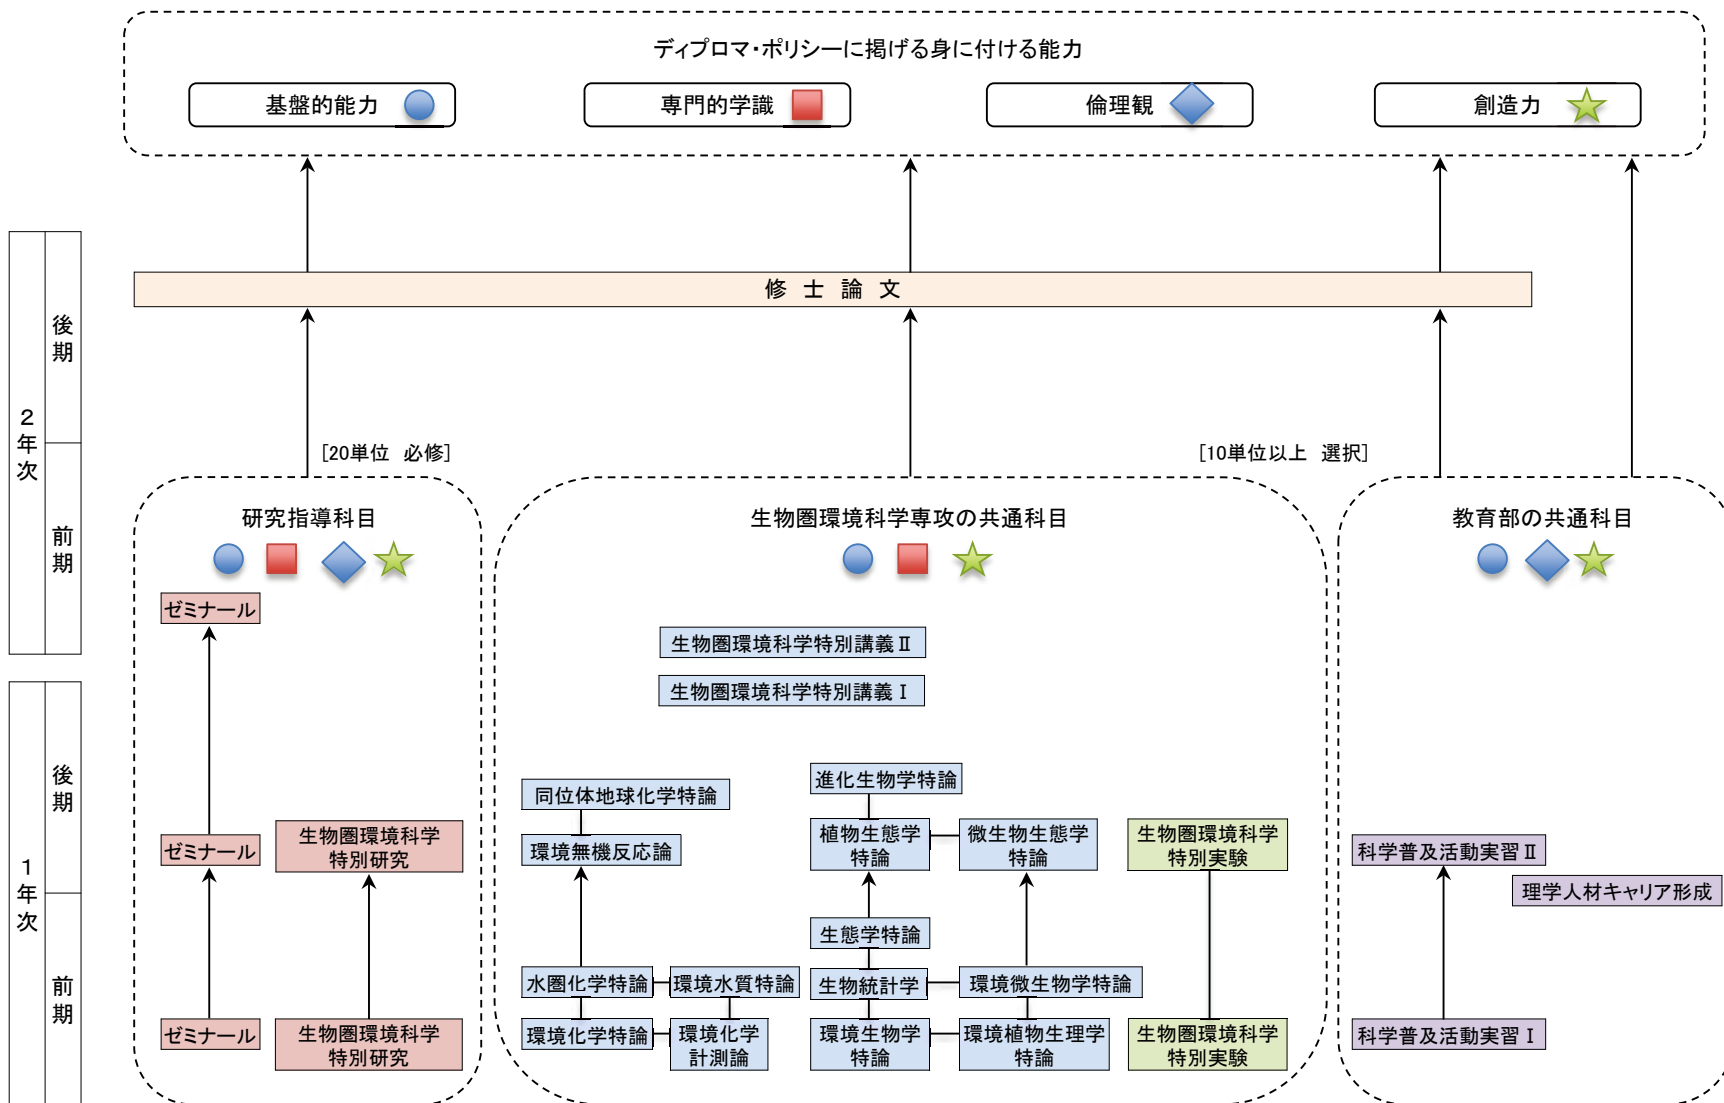 ディプロマ・ポリシーに掲げる身に付ける能力
基盤的能力
専門的学識
倫理観
創造力
修 士 論 文
2年次
後期
前期
[20単位 必修]
[10単位以上 選択]
研究指導科目
生物圏環境科学専攻の共通科目
教育部の共通科目
ゼミナール
生物圏環境科学特別講義Ⅱ
生物圏環境科学特別講義Ⅰ
1年次
後期
前期
同位体地球化学特論
進化生物学特論
ゼミナール
生物圏環境科学
特別研究
環境無機反応論
植物生態学
特論
微生物生態学
特論
生物圏環境科学
特別実験
科学普及活動実習Ⅱ
理学人材キャリア形成
生態学特論
水圏化学特論
環境水質特論
生物統計学
環境微生物学特論
ゼミナール
生物圏環境科学
特別研究
環境化学特論
環境化学
計測論
環境生物学
特論
環境植物生理学
特論
生物圏環境科学
特別実験
科学普及活動実習Ⅰ